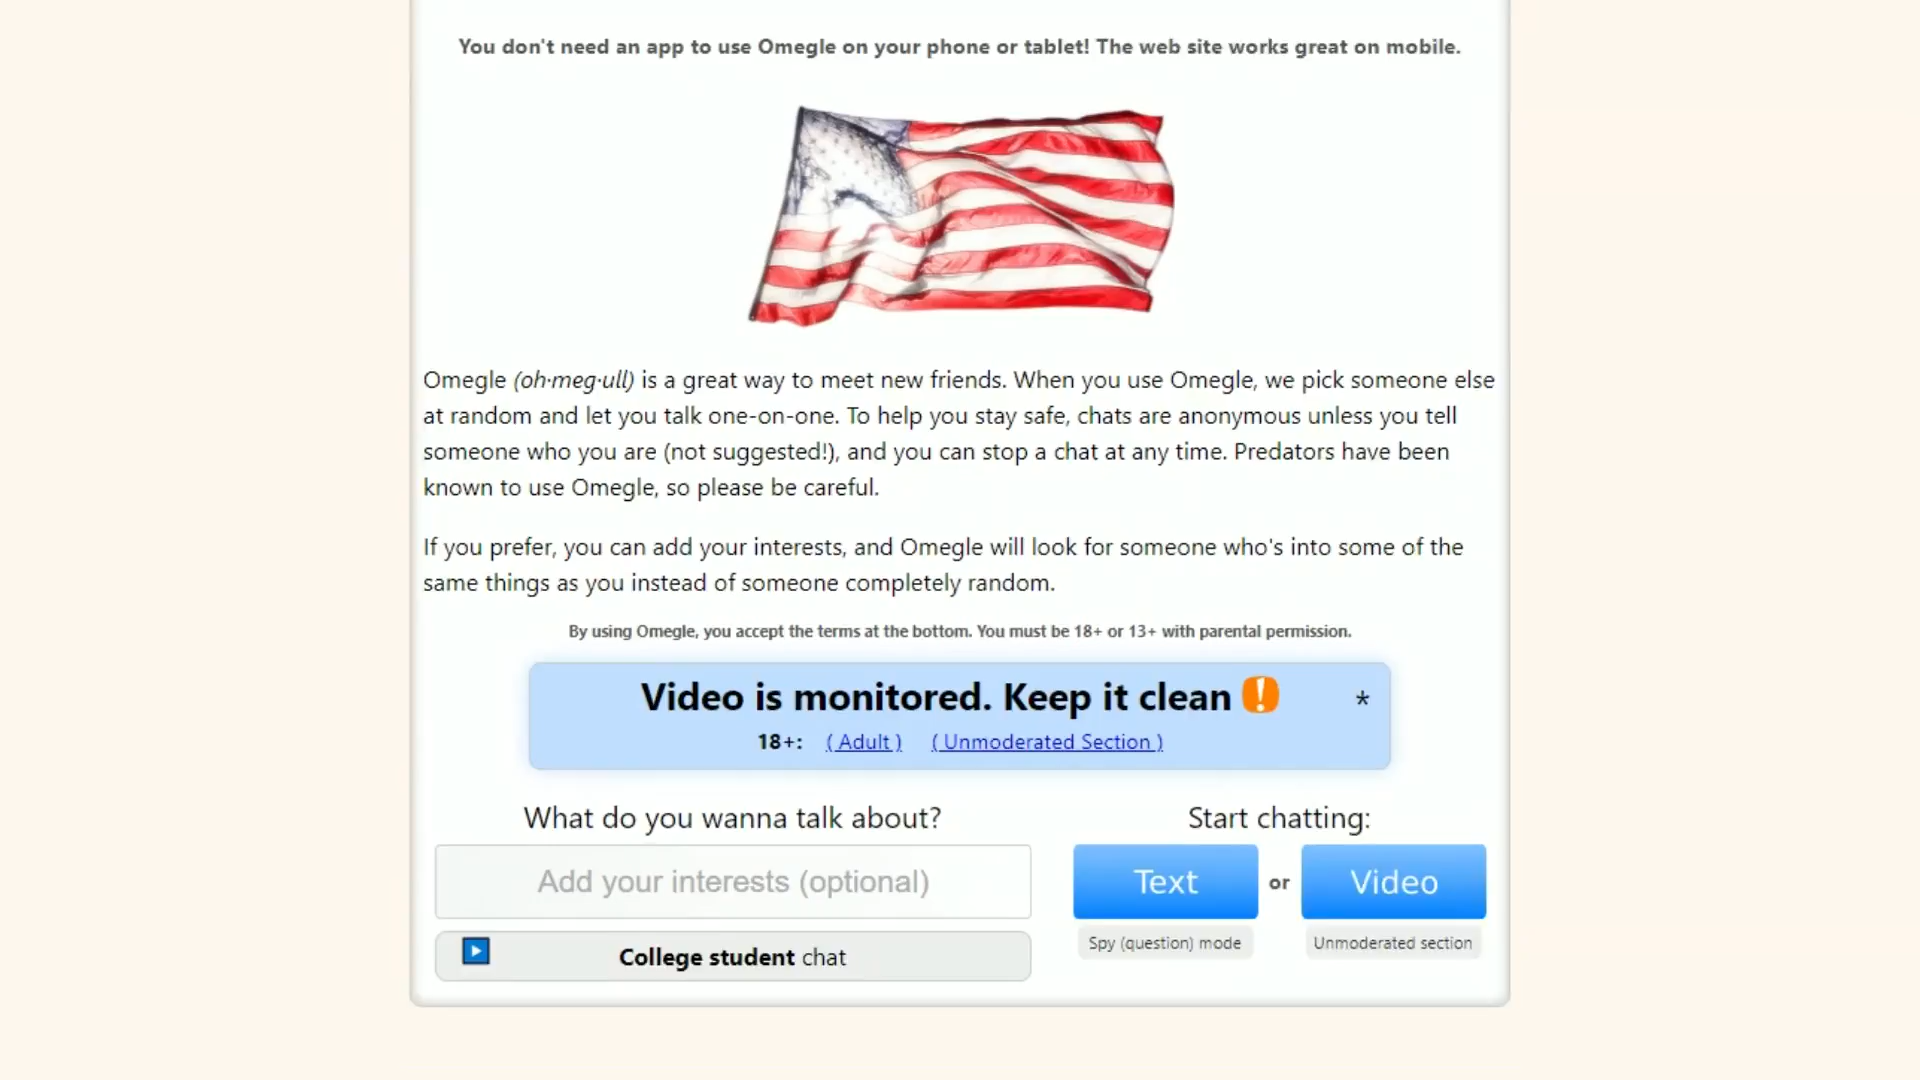 You don't need an app to use Omegle on your phone or tablet! The web site works great on mobile.
Omegle (oh·meg·ull) is a great way to meet new friends. When you use Omegle, we pick someone else
at random and let you talk one-on-one. To help you stay safe, chats are anonymous unless you tell
someone who you are (not suggested!), and you can stop a chat at any time. Predators have been
known to use Omegle, so please be careful.
If you prefer, you can add your interests, and Omegle will look for someone who's into some of the
same things as you instead of someone completely random.
By using Omegle, you accept the terms at the bottom. You must be 18+ or 13+ with parental permission.
Video is monitored. Keep it clean ! *
18+: ( Adult ) ( Unmoderated Section )
What do you wanna talk about?
Add your interests (optional)
College student chat
Start chatting:
Text or Video
Spy (question) mode
Unmoderated section